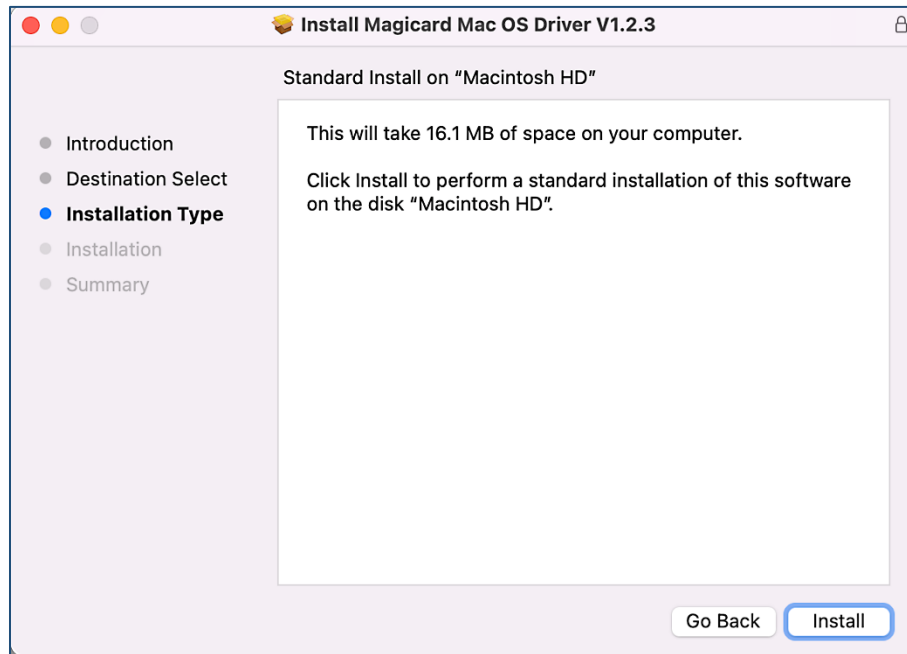 Install Magicard Mac OS Driver V1.2.3
Standard Install on “Macintosh HD”
Introduction
Destination Select
Installation Type
Installation
Summary
This will take 16.1 MB of space on your computer.
Click Install to perform a standard installation of this software
on the disk “Macintosh HD”.
Go Back
Install